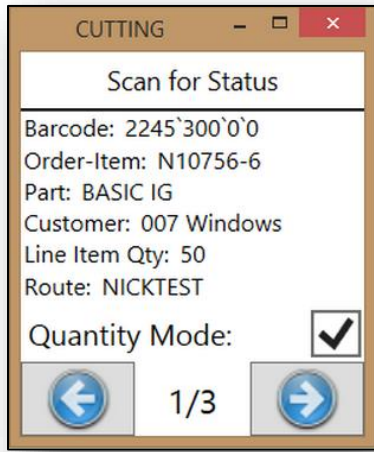 CUTTING
Scan for Status
Barcode: 2245`300`0`0
Order-Item: N10756-6
Part: BASIC IG
Customer: 007 Windows
Line Item Qty: 50
Route: NICKTEST
Quantity Mode:
1/3